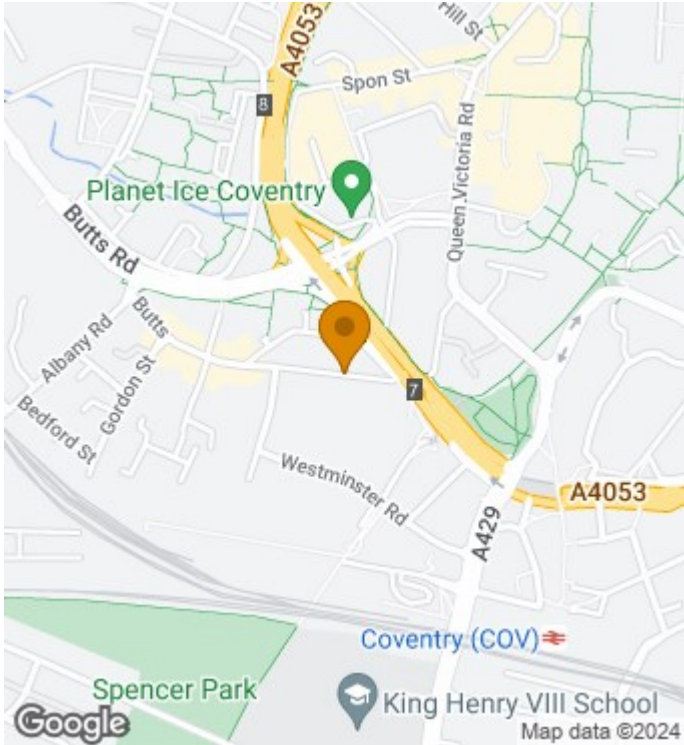 Hill St
A4053
Spon St
8
Queen Victoria Rd
Planet Ice Coventry
Butts Rd
Butts
Albany Rd
Gordon St
Bedford St
7
Westminster Rd
A4053
A429
Coventry (COV)
Spencer Park
King Henry VIII School
Google
Map data ©2024